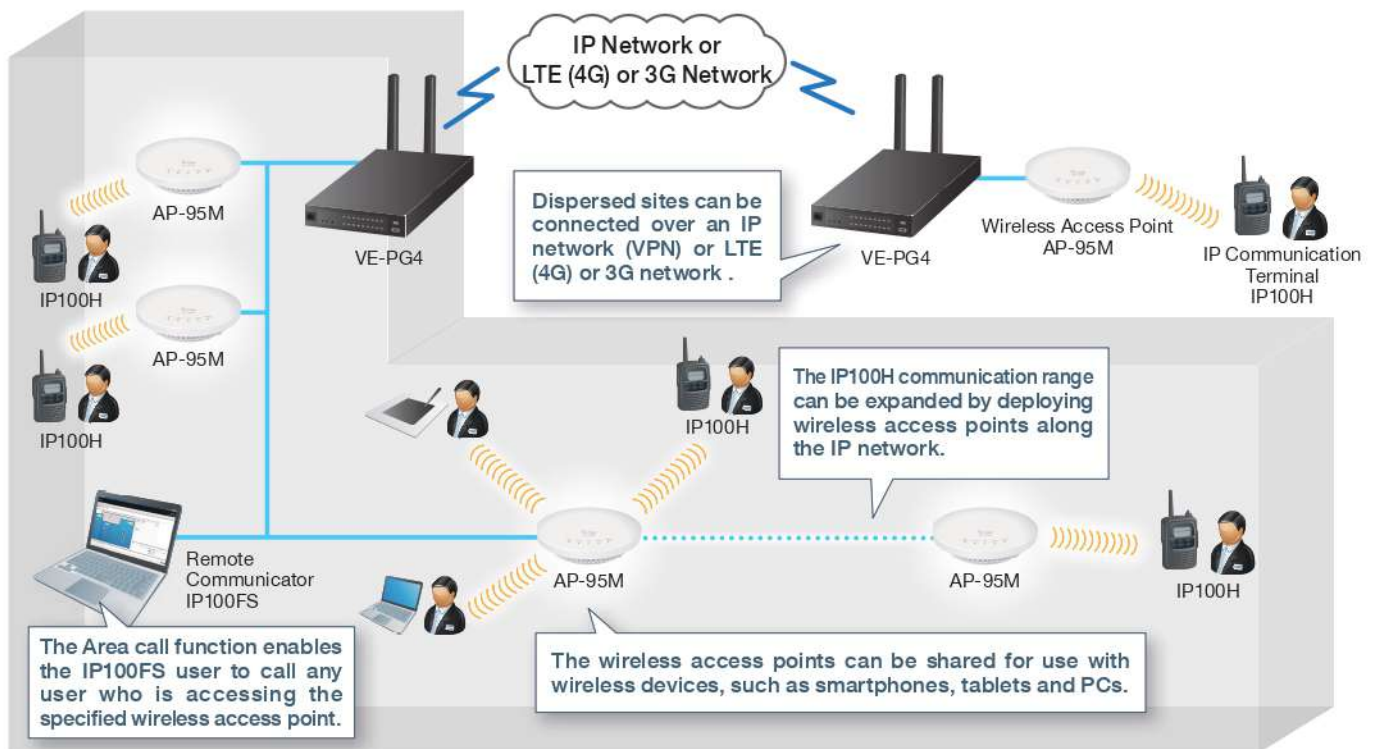 IP Network or
LTE (4G) or 3G Network
AP-95M
VE-PG4
IP100H
AP-95M
IP100H
Dispersed sites can be
connected over an IP
network (VPN) or LTE
(4G) or 3G network .
VE-PG4
Wireless Access Point
AP-95M
IP Communication
Terminal
IP100H
IP100H
The IP100H communication range
can be expanded by deploying
wireless access points along
the IP network.
Remote
Communicator
IP100FS
AP-95M
AP-95M
IP100H
The Area call function enables
the IP100FS user to call any
user who is accessing the
specified wireless access point.
The wireless access points can be shared for use with
wireless devices, such as smartphones, tablets and PCs.